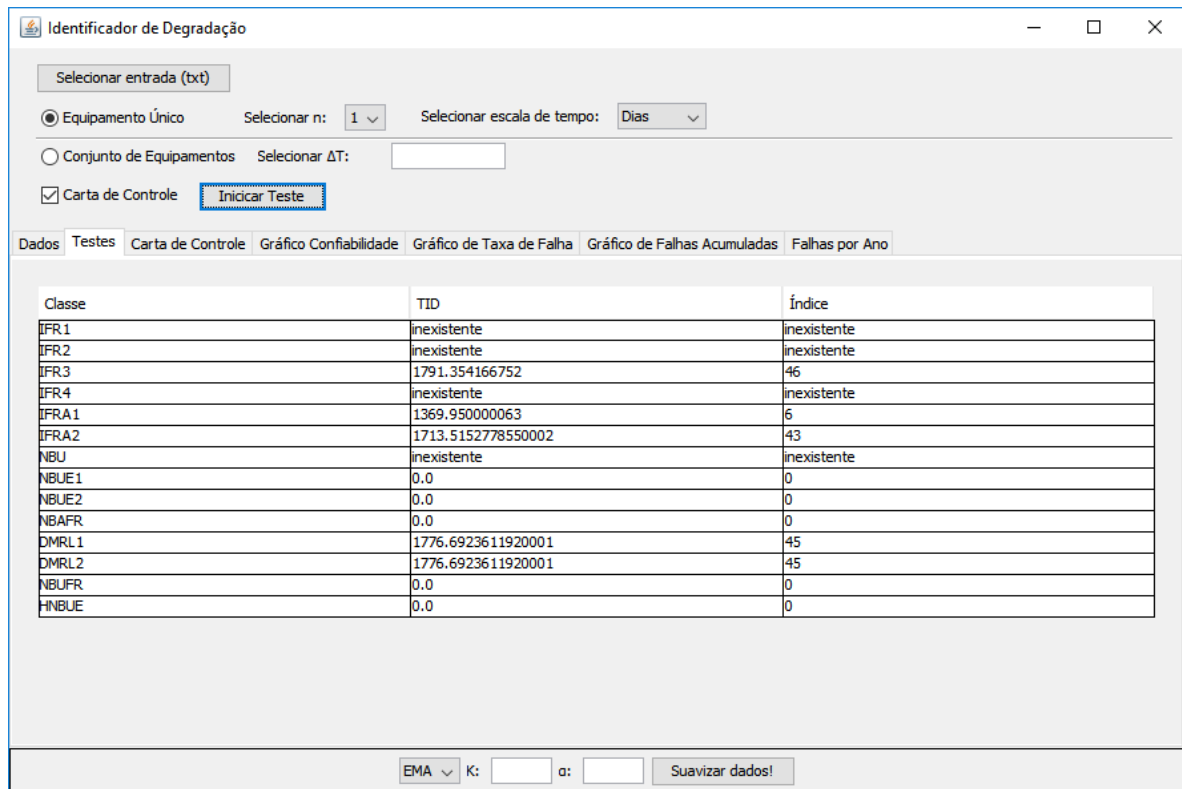 Identificador de Degradação
Selecionar entrada (txt)
Equipamento Único Selecionar n: 1 Selecionar escala de tempo: Dias
Conjunto de Equipamentos Selecionar ΔT:
Carta de Controle Inicicar Teste
Dados Testes Carta de Controle Gráfico Confiabilidade Gráfico de Taxa de Falha Gráfico de Falhas Acumuladas Falhas por Ano
Classe TID Índice
IFR1 inexistente inexistente
IFR2 inexistente inexistente
IFR3 1791.354166752 46
IFR4 inexistente inexistente
IFRA1 1369.950000063 6
IFRA2 1713.5152778550002 43
NBU inexistente inexistente
NBUE1 0.0 0
NBUE2 0.0 0
NBAFR 0.0 0
DMRL1 1776.6923611920001 45
DMRL2 1776.6923611920001 45
NBUFR 0.0 0
HNBUE 0.0 0
EMA K: α: Suavizar dados!